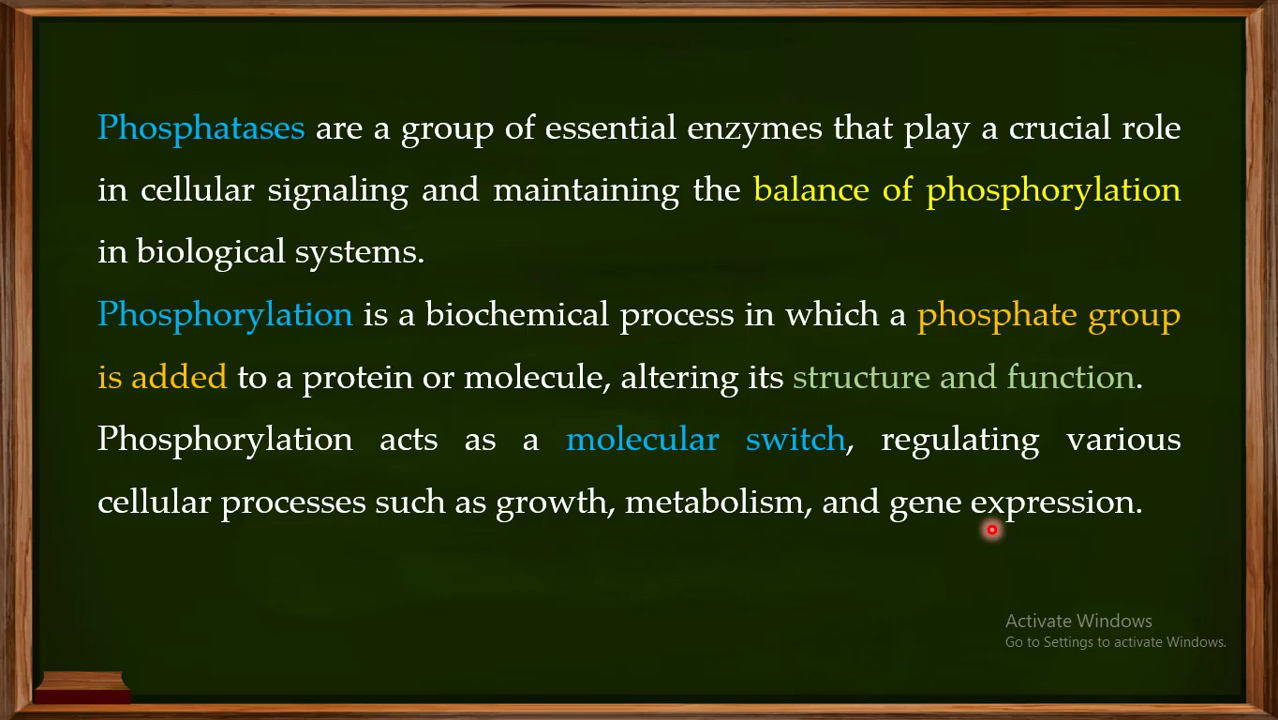 Phosphatases are a group of essential enzymes that play a crucial role
in cellular signaling and maintaining the balance of phosphorylation
in biological systems.
Phosphorylation is a biochemical process in which a phosphate group
is added to a protein or molecule, altering its structure and function.
Phosphorylation acts as a molecular switch, regulating various
cellular processes such as growth, metabolism, and gene expression.
Activate Windows
Go to Settings to activate Windows.